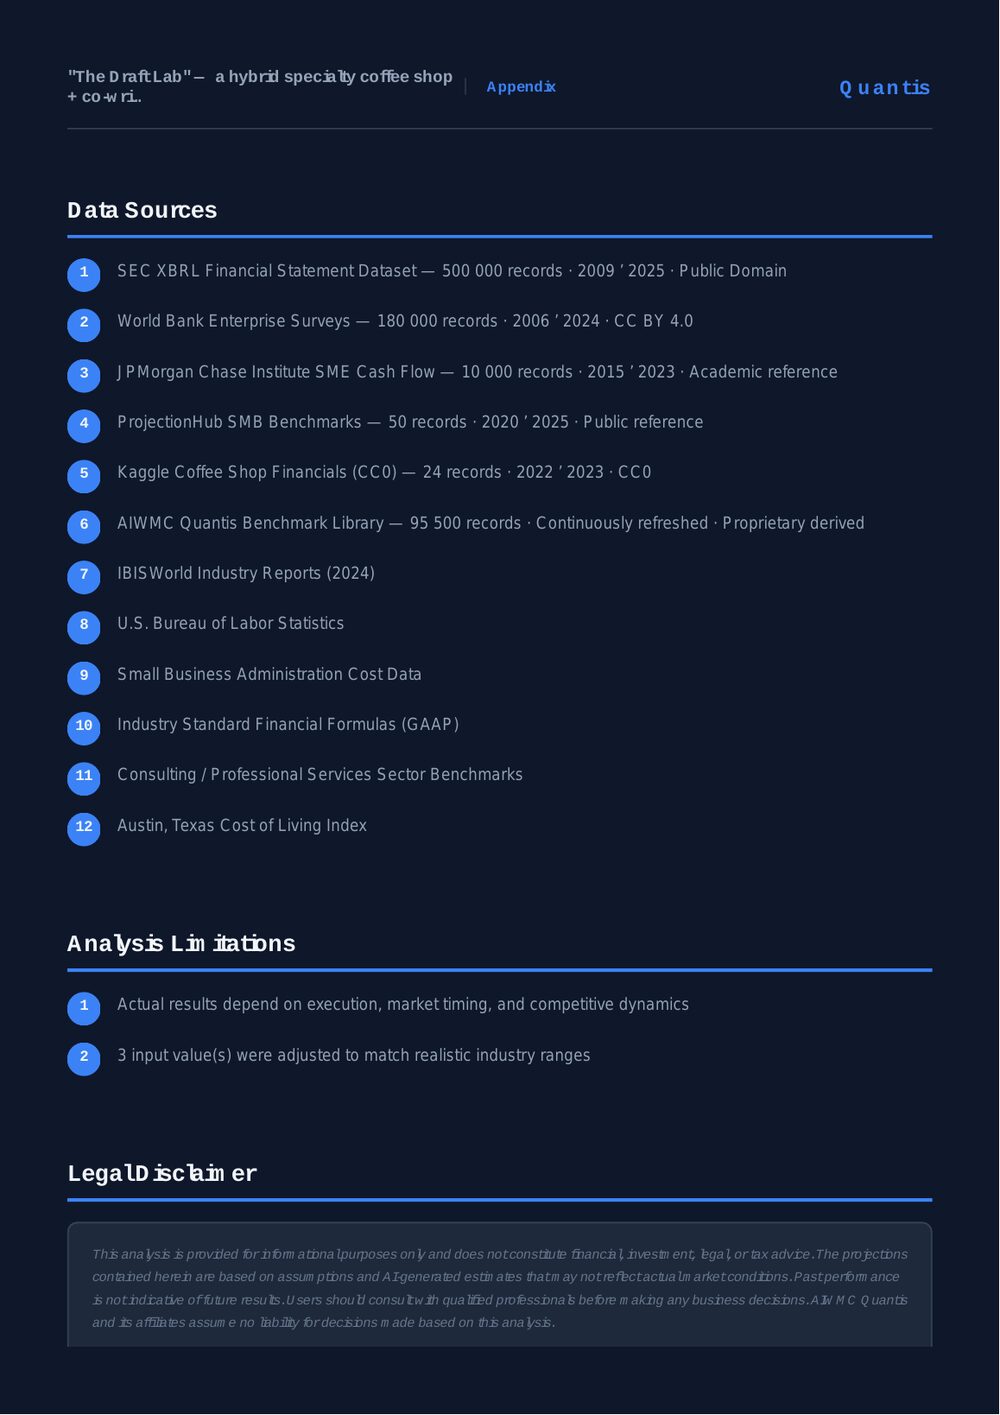 "The Draft Lab" — a hybrid specialty coffee shop
+ co-wri..
Appendix
Quantis
Data Sources
1 SEC XBRL Financial Statement Dataset — 500 000 records · 2009 ’ 2025 · Public Domain
2 World Bank Enterprise Surveys — 180 000 records · 2006 ’ 2024 · CC BY 4.0
3 JPMorgan Chase Institute SME Cash Flow — 10 000 records · 2015 ’ 2023 · Academic reference
4 ProjectionHub SMB Benchmarks — 50 records · 2020 ’ 2025 · Public reference
5 Kaggle Coffee Shop Financials (CC0) — 24 records · 2022 ’ 2023 · CC0
6 AIWMC Quantis Benchmark Library — 95 500 records · Continuously refreshed · Proprietary derived
7 IBISWorld Industry Reports (2024)
8 U.S. Bureau of Labor Statistics
9 Small Business Administration Cost Data
10 Industry Standard Financial Formulas (GAAP)
11 Consulting / Professional Services Sector Benchmarks
12 Austin, Texas Cost of Living Index
Analysis Limitations
1 Actual results depend on execution, market timing, and competitive dynamics
2 3 input value(s) were adjusted to match realistic industry ranges
Legal Disclaimer
This analysis is provided for informational purposes only and does not constitute financial, investment, legal, or tax advice. The projections
contained herein are based on assumptions and AI-generated estimates that may not reflect actual market conditions. Past performance
is not indicative of future results. Users should consult with qualified professionals before making any business decisions. AIWMC Quantis
and its affiliates assume no liability for decisions made based on this analysis.